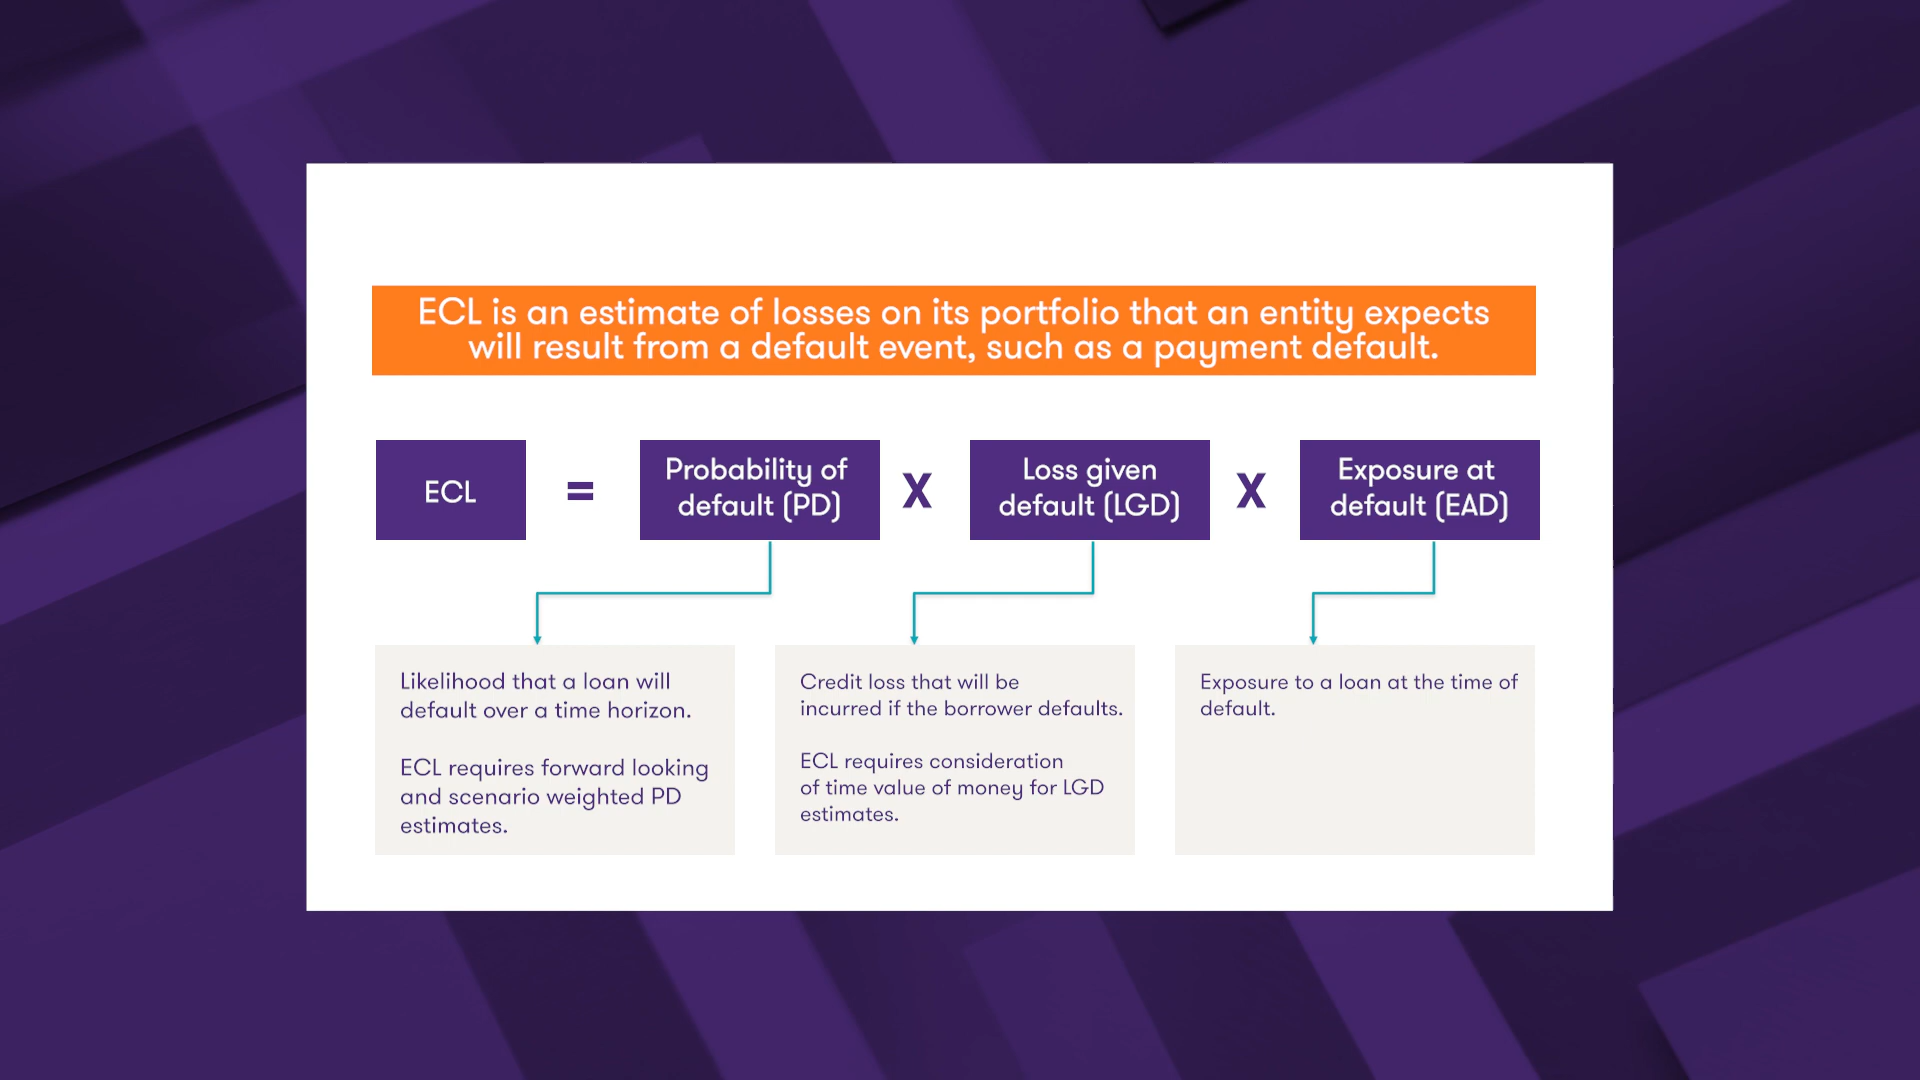 ECL is an estimate of losses on its portfolio that an entity expects
will result from a default event, such as a payment default.
ECL
=
Probability of
default (PD)
X
Loss given
default (LGD)
X
Exposure at
default (EAD)
Likelihood that a loan will
default over a time horizon.
ECL requires forward looking
and scenario weighted PD
estimates.
Credit loss that will be
incurred if the borrower defaults.
ECL requires consideration
of time value of money for LGD
estimates.
Exposure to a loan at the time of
default.